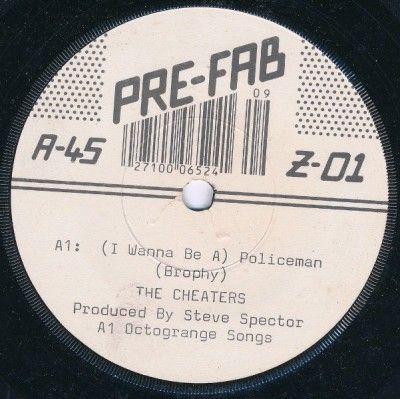 PRE-FAB
09
A-45
27100 06524
Z-01
A1: (I Wanna Be A) Policeman
(Brophy)
THE CHEATERS
Produced By Steve Spector
A1 Octogrange Songs